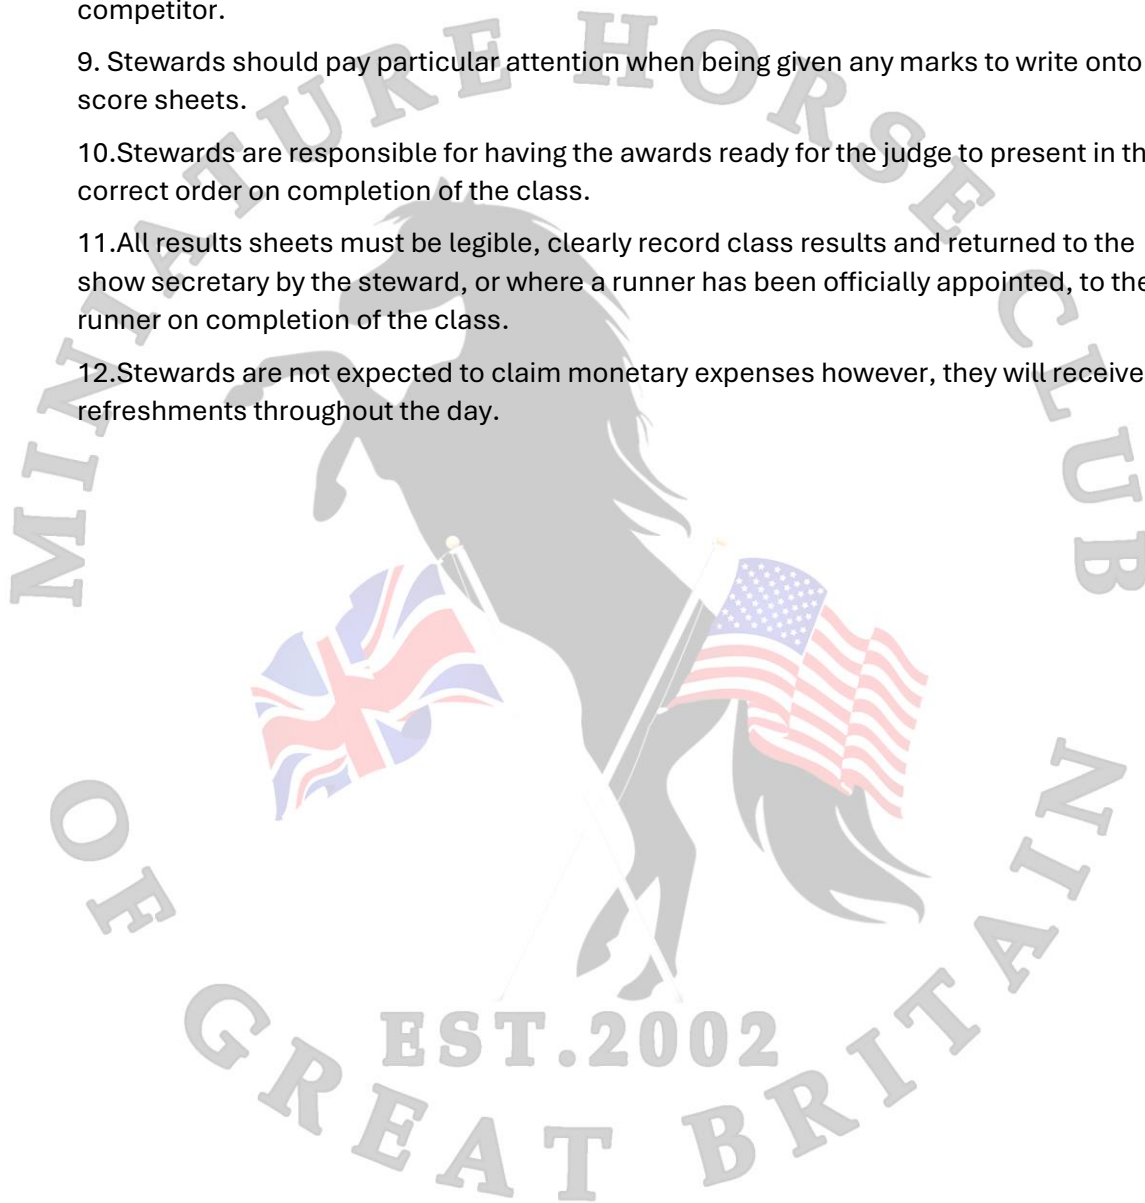 competitor.
9. Stewards should pay particular attention when being given any marks to write onto
score sheets.
10.Stewards are responsible for having the awards ready for the judge to present in th
correct order on completion of the class.
11.All results sheets must be legible, clearly record class results and returned to the
show secretary by the steward, or where a runner has been officially appointed, to the
runner on completion of the class.
12.Stewards are not expected to claim monetary expenses however, they will receive
refreshments throughout the day.
MINIATURE HORSE CLUB
OF GREAT BRITAIN
EST.2002